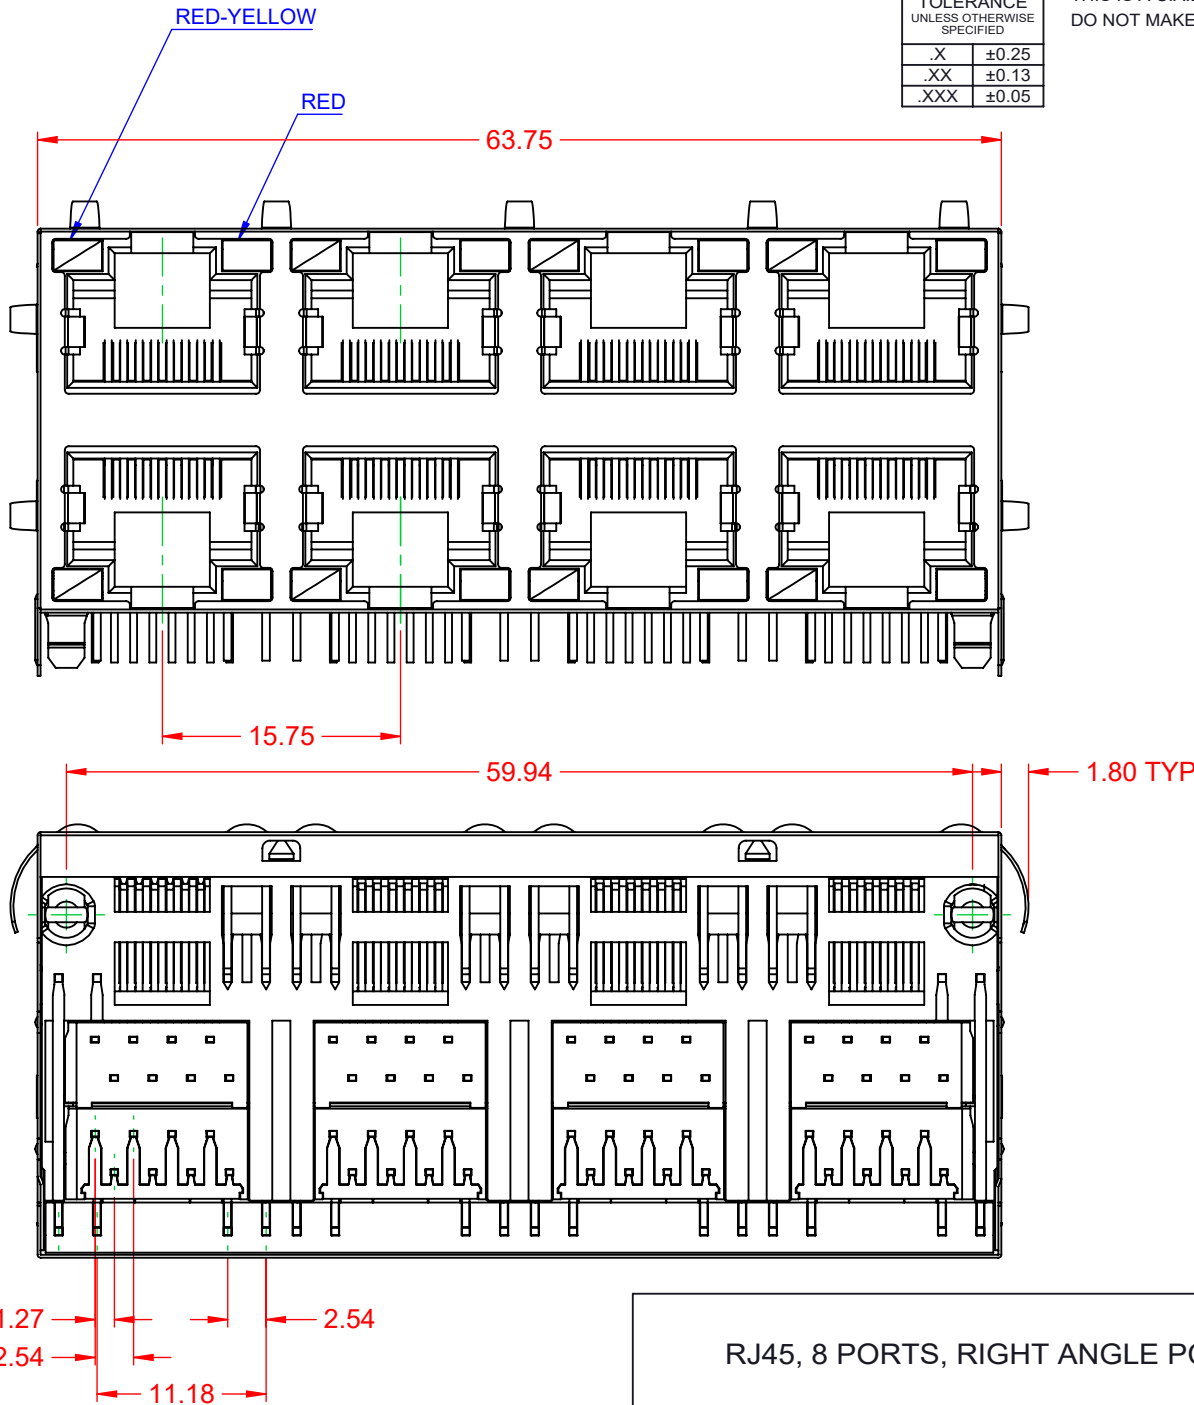 RED-YELLOW
TOLERANCE
UNLESS OTHERWISE
SPECIFIED
DO NOT MAKE
.X ±0.25
.XX ±0.13
.XXX ±0.05
RED
63.75
15.75
59.94
1.80 TYP
1.27
2.54
2.54
11.18
RJ45, 8 PORTS, RIGHT ANGLE